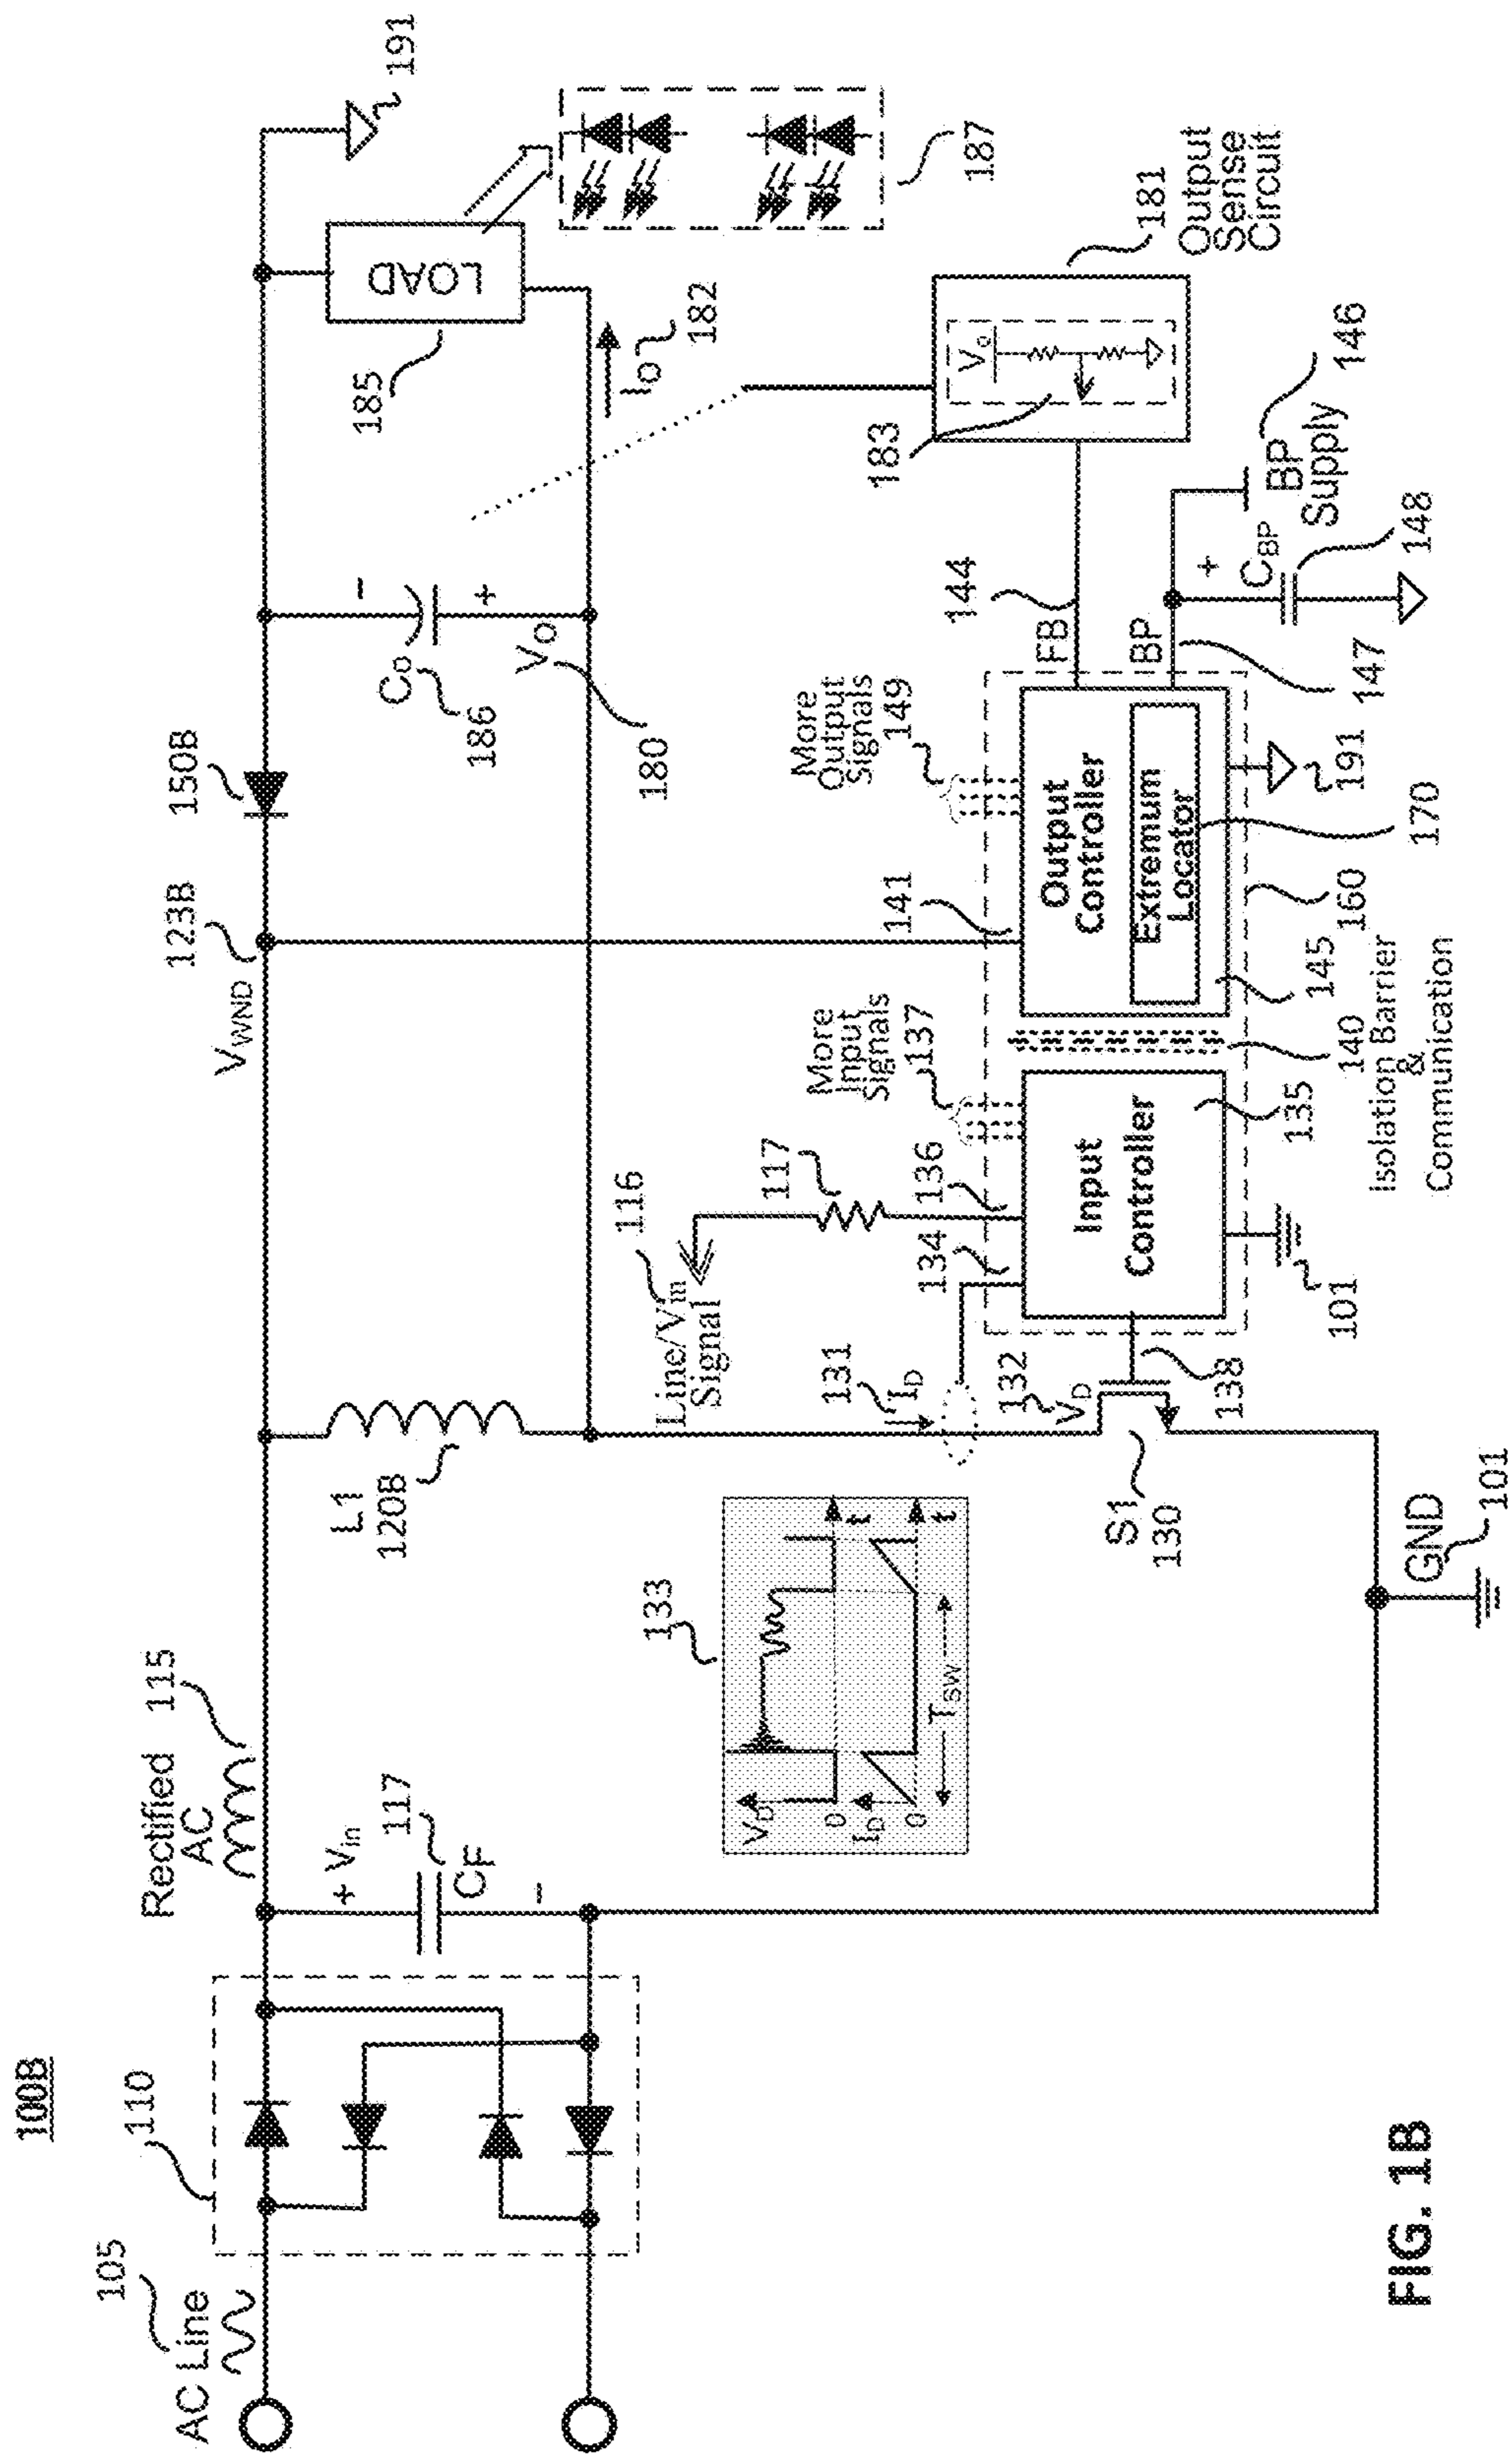 100B
AC Line
105
110
Rectified
AC
115
+ Vin
117
CF
-
L1
120B
VWND
123B
150B
-
Co
186
+
Vo
180
LOAD
185
191
187
Io
182
133
VD
0
t
ID
0
t
TSW
Line/Vin
Signal
116
117
131
ID
132
VD
S1
130
138
134
136
More
Input
Signals
137
Input
Controller
135
101
140
Isolation Barrier
&
Communication
141
More
Output
Signals
149
Output
Controller
Extremum
Locator
145
160
170
191
FB
144
BP
147
+
CBP
148
BP
Supply
146
183
Vo
181
Output
Sense
Circuit
GND
101
FIG. 1B